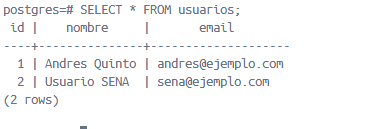 postgres=# SELECT * FROM usuarios;
 id |    nombre     |       email
----+---------------+--------------------
  1 | Andres Quinto | andres@ejemplo.com
  2 | Usuario SENA  | sena@ejemplo.com
(2 rows)